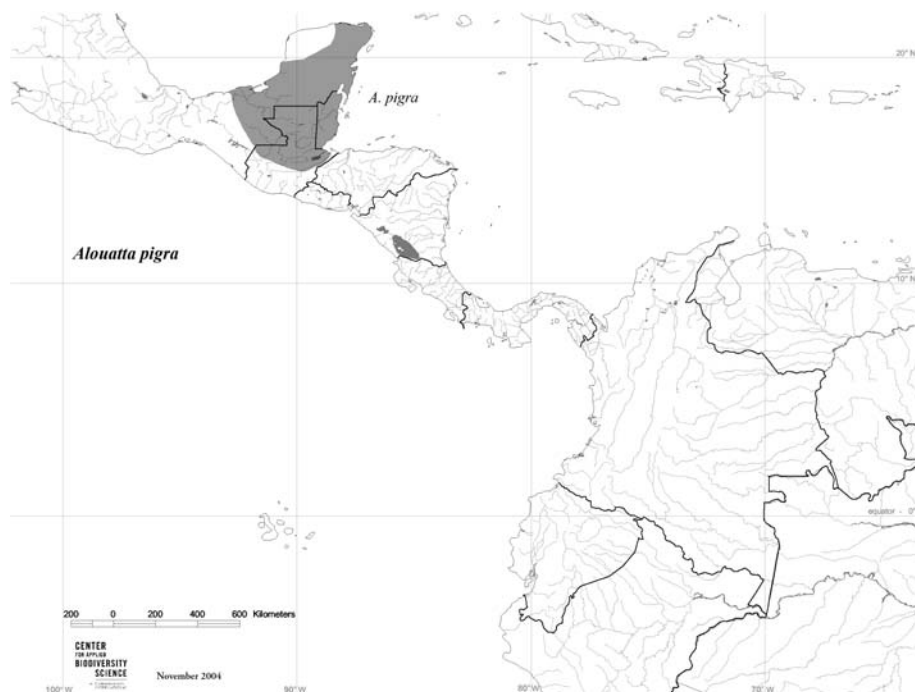 20° N
A. pigra
Alouatta pigra
10° N
equator - 0°
200 0 200 400 600 Kilometers
CENTER
FOR APPLIED
BIODIVERSITY
SCIENCE
November 2004
100°W 90°W 80°W 70°W